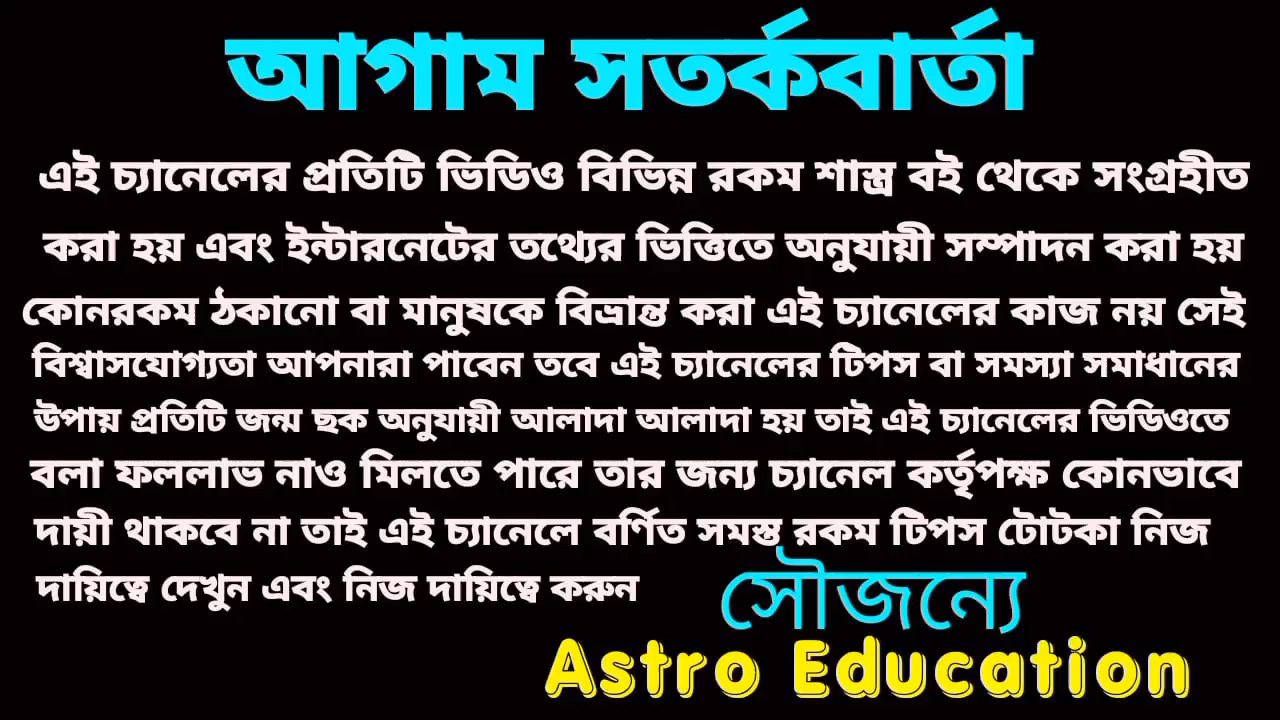 আগাম সতর্কবার্তা
এই চ্যানেলের প্রতিটি ভিডিও বিভিন্ন রকম শাস্ত্র বই থেকে সংগ্রহীত
করা হয় এবং ইন্টারনেটের তথ্যের ভিত্তিতে অনুযায়ী সম্পাদন করা হয়
কোনরকম ঠকানো বা মানুষকে বিভ্রান্ত করা এই চ্যানেলের কাজ নয় সেই
বিশ্বাসযোগ্যতা আপনারা পাবেন তবে এই চ্যানেলের টিপস বা সমস্যা সমাধানের
উপায় প্রতিটি জন্ম ছক অনুযায়ী আলাদা আলাদা হয় তাই এই চ্যানেলের ভিডিওতে
বলা ফললাভ নাও মিলতে পারে তার জন্য চ্যানেল কর্তৃপক্ষ কোনভাবে
দায়ী থাকবে না তাই এই চ্যানেলে বর্ণিত সমস্ত রকম টিপস টোটকা নিজ
দায়িত্বে দেখুন এবং নিজ দায়িত্বে করুন
সৌজন্যে
Astro Education